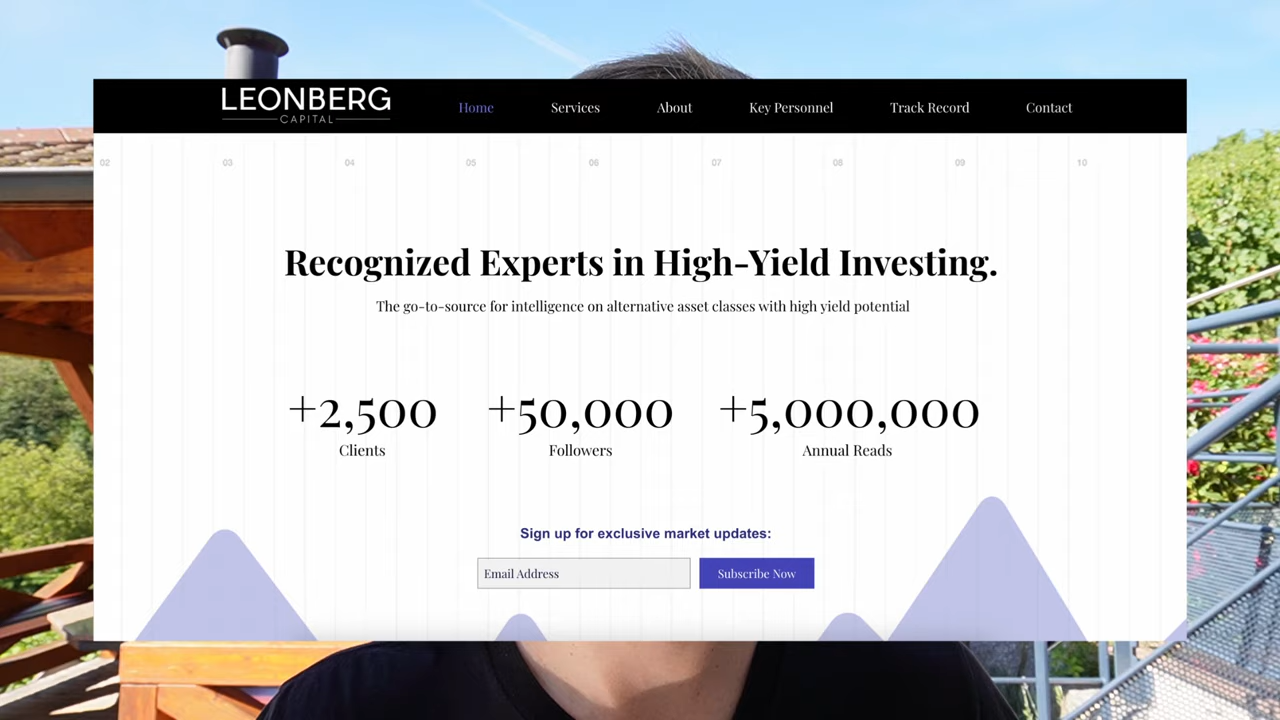 LEONBERG
CAPITAL
Home Services About Key Personnel Track Record Contact
02 03 04 05 06 07 08 09 10
Recognized Experts in High-Yield Investing.
The go-to-source for intelligence on alternative asset classes with high yield potential
+2,500 +50,000 +5,000,000
Clients Followers Annual Reads
Sign up for exclusive market updates:
Email Address Subscribe Now